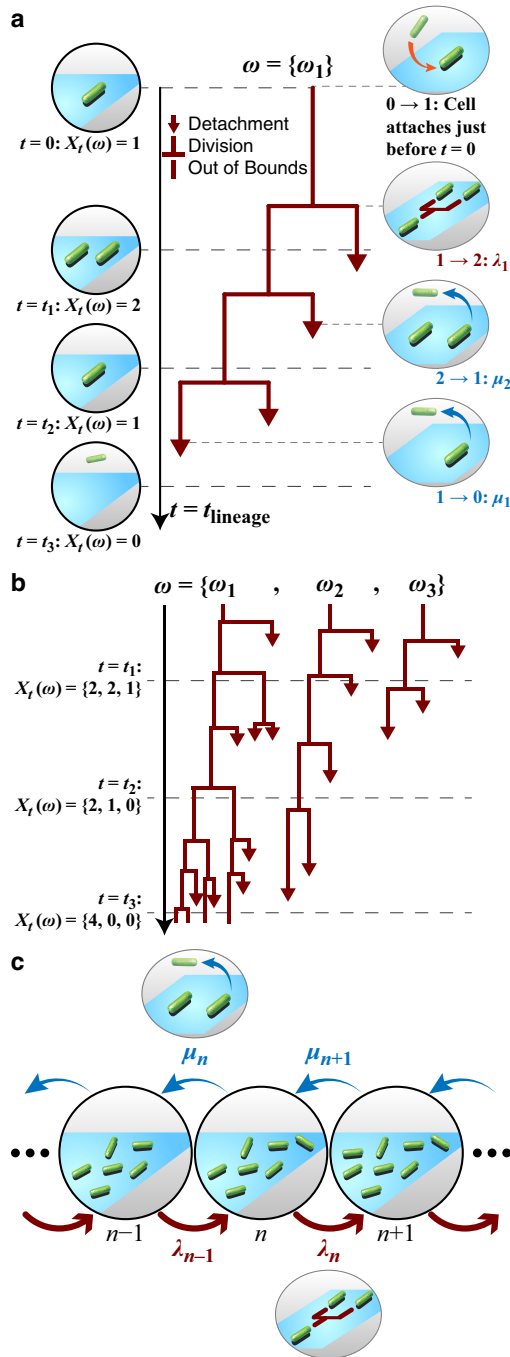 a
ω = {ω1}
t = 0: Xt(ω) = 1
Detachment
Division
Out of Bounds
0 → 1: Cell
attaches just
before t = 0
1 → 2: λ1
t = t1: Xt(ω) = 2
2 → 1: μ2
t = t2: Xt(ω) = 1
1 → 0: μ1
t = tlineage
t = t3: Xt(ω) = 0
b
ω = {ω1 , ω2 , ω3}
t = t1:
Xt(ω) = {2, 2, 1}
t = t2:
Xt(ω) = {2, 1, 0}
t = t3:
Xt(ω) = {4, 0, 0}
c
μn μn+1
••• •••
n−1 n n+1
λn−1 λn